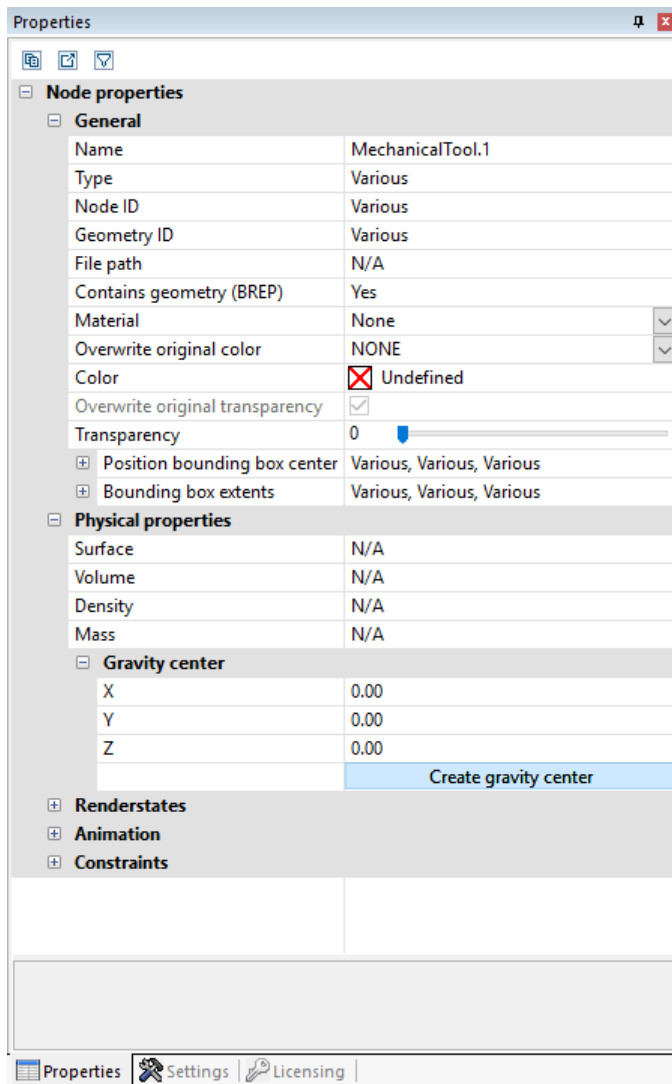 Properties
Node properties
General
Name MechanicalTool.1
Type Various
Node ID Various
Geometry ID Various
File path N/A
Contains geometry (BREP) Yes
Material None
Overwrite original color NONE
Color Undefined
Overwrite original transparency
Transparency 0
Position bounding box center Various, Various, Various
Bounding box extents Various, Various, Various
Physical properties
Surface N/A
Volume N/A
Density N/A
Mass N/A
Gravity center
X 0.00
Y 0.00
Z 0.00
Create gravity center
Renderstates
Animation
Constraints
Properties Settings Licensing